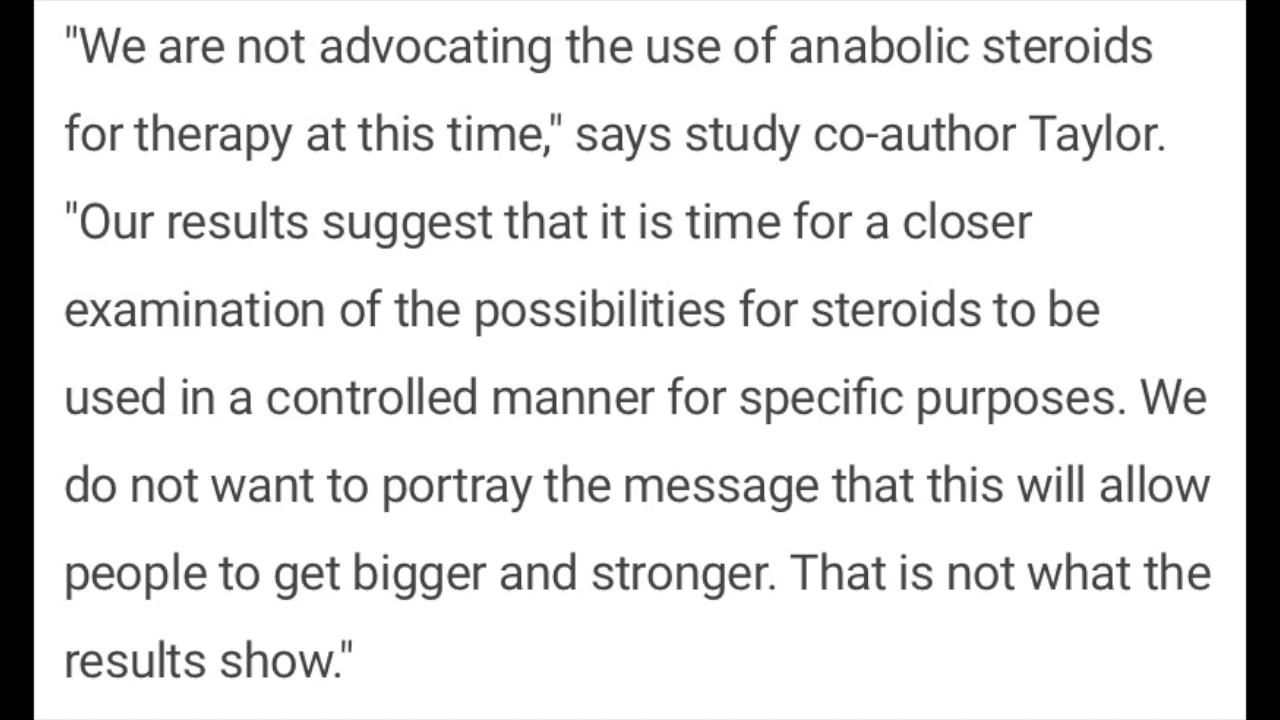 "We are not advocating the use of anabolic steroids
for therapy at this time," says study co-author Taylor.
"Our results suggest that it is time for a closer
examination of the possibilities for steroids to be
used in a controlled manner for specific purposes. We
do not want to portray the message that this will allow
people to get bigger and stronger. That is not what the
results show."